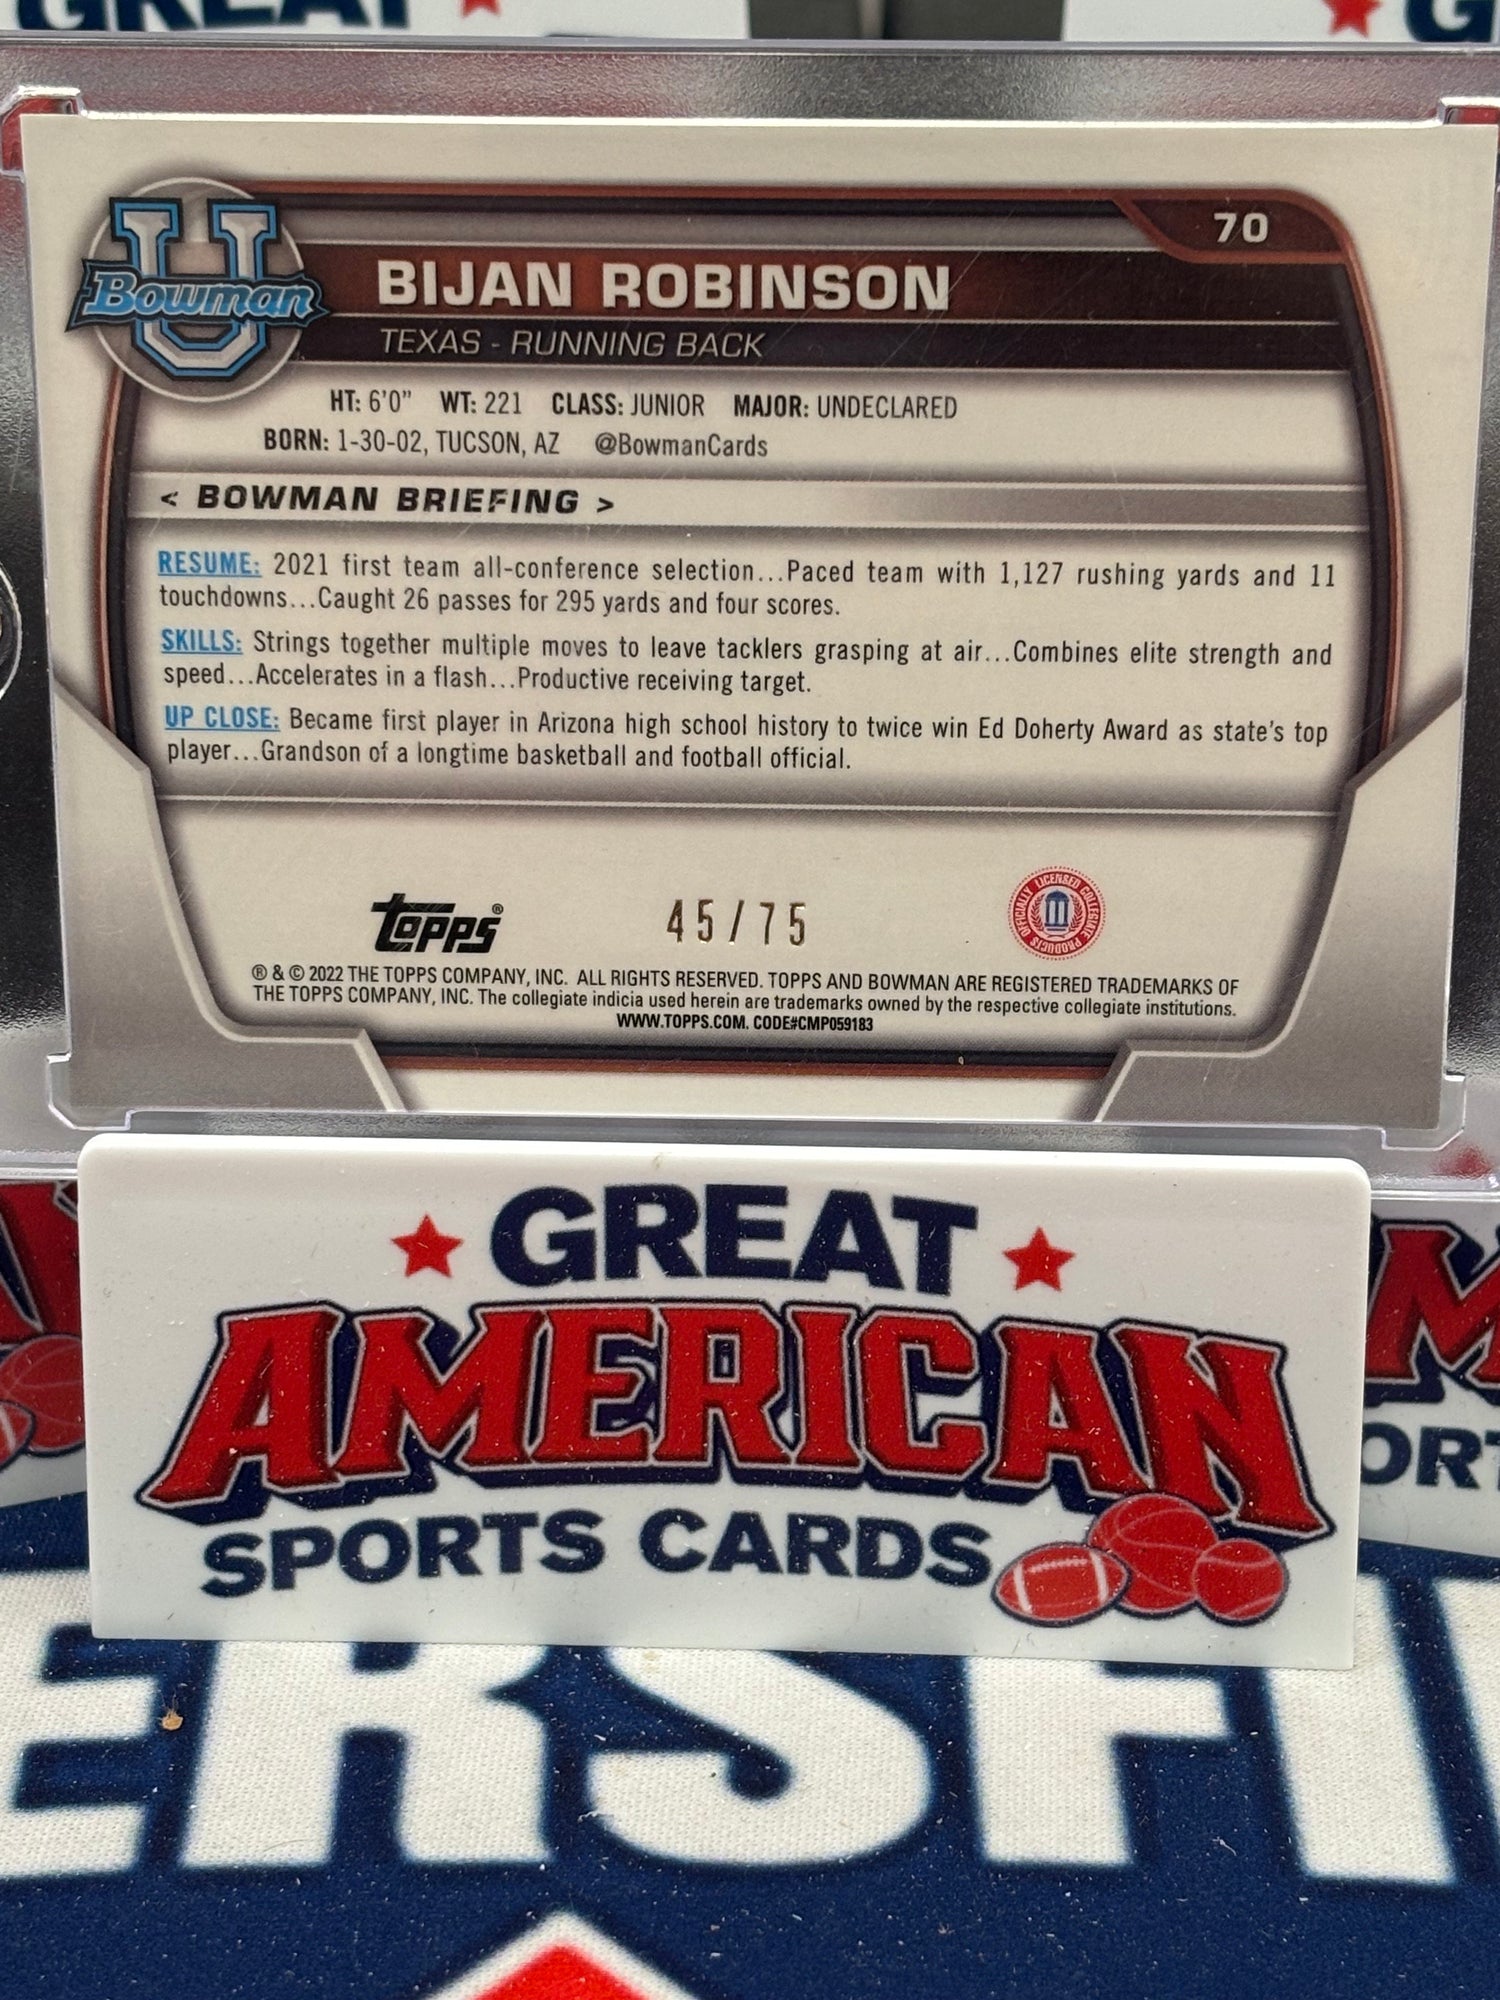 GREAT
G
U
Bowman
70
BIJAN ROBINSON
TEXAS - RUNNING BACK
HT: 6'0" WT: 221 CLASS: JUNIOR MAJOR: UNDECLARED
BORN: 1-30-02, TUCSON, AZ @BowmanCards
< BOWMAN BRIEFING >
RESUME: 2021 first team all-conference selection...Paced team with 1,127 rushing yards and 11
touchdowns...Caught 26 passes for 295 yards and four scores.
SKILLS: Strings together multiple moves to leave tacklers grasping at air...Combines elite strength and
speed...Accelerates in a flash...Productive receiving target.
UP CLOSE: Became first player in Arizona high school history to twice win Ed Doherty Award as state's top
player...Grandson of a longtime basketball and football official.
topps®
45/75
OFFICIALLY LICENSED COLLEGIATE PRODUCTS
® & © 2022 THE TOPPS COMPANY, INC. ALL RIGHTS RESERVED. TOPPS AND BOWMAN ARE REGISTERED TRADEMARKS OF
THE TOPPS COMPANY, INC. The collegiate indicia used herein are trademarks owned by the respective collegiate institutions.
WWW.TOPPS.COM. CODE#CMP059183
GREAT
AMERICAN
SPORTS CARDS
M
ORT
ERSFI